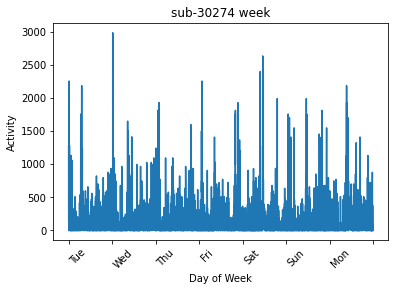 sub-30274 week
3000
2500
2000
1500
1000
500
0
Activity
Tue
Wed
Thu
Fri
Sat
Sun
Mon
Day of Week